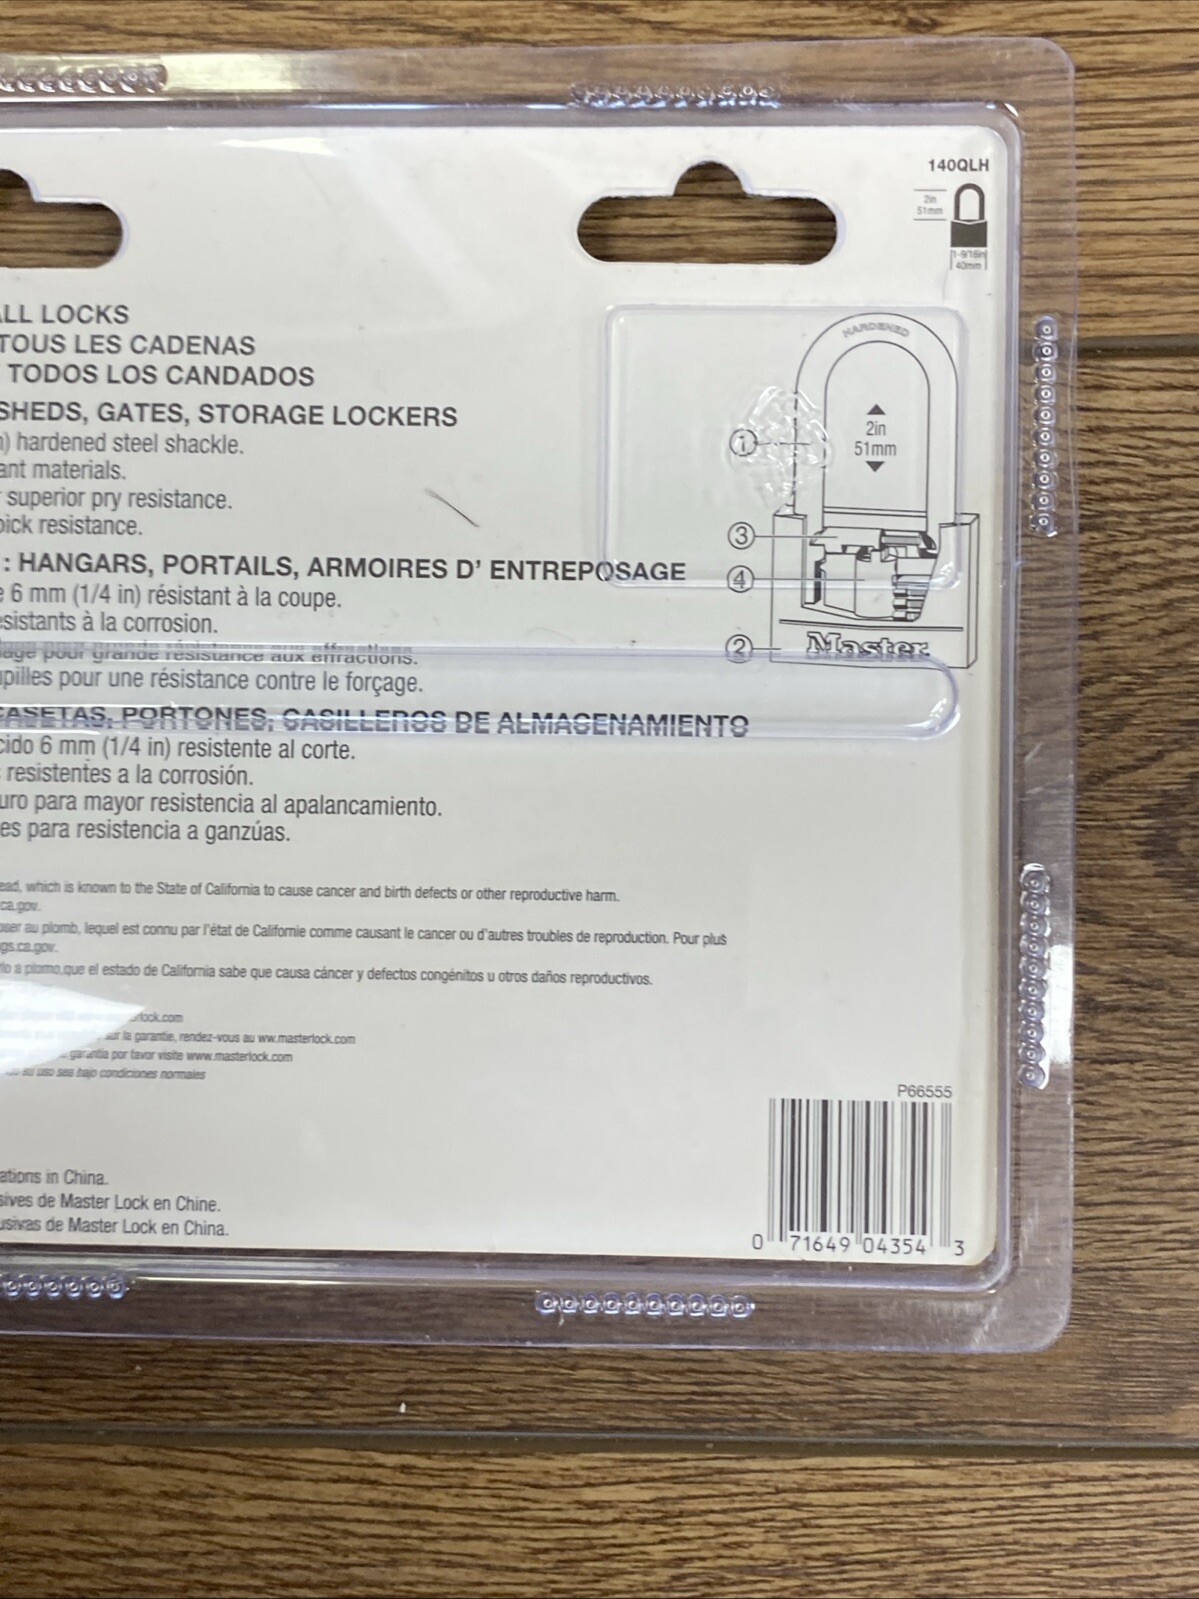 140QLH
2in
51mm
1-9/16in
40mm
ALL LOCKS
TOUS LES CADENAS
TODOS LOS CANDADOS
SHEDS, GATES, STORAGE LOCKERS
) hardened steel shackle.
ant materials.
superior pry resistance.
pick resistance.
: HANGARS, PORTAILS, ARMOIRES D' ENTREPOSAGE
e 6 mm (1/4 in) résistant à la coupe.
ésistants à la corrosion.
lage pour grande résistance aux effractions.
pilles pour une résistance contre le forçage.
CASETAS, PORTONES, CASILLEROS DE ALMACENAMIENTO
cido 6 mm (1/4 in) resistente al corte.
resistentes a la corrosión.
uro para mayor resistencia al apalancamiento.
es para resistencia a ganzúas.
HARDENED
2in
51mm
1
3
4
2
Master
ead, which is known to the State of California to cause cancer and birth defects or other reproductive harm.
ca.gov.
oser au plomb, lequel est connu par l'état de Californie comme causant le cancer ou d'autres troubles de reproduction. Pour plus
gs.ca.gov.
lo a plomo,que el estado de California sabe que causa cáncer y defectos congénitos u otros daños reproductivos.
rlock.com
sur la garantie, rendez-vous au ww.masterlock.com
garantía por favor visite www.masterlock.com
su uso sea bajo condiciones normales
P66555
ations in China.
sives de Master Lock en Chine.
usivas de Master Lock en China.
0 71649 04354 3